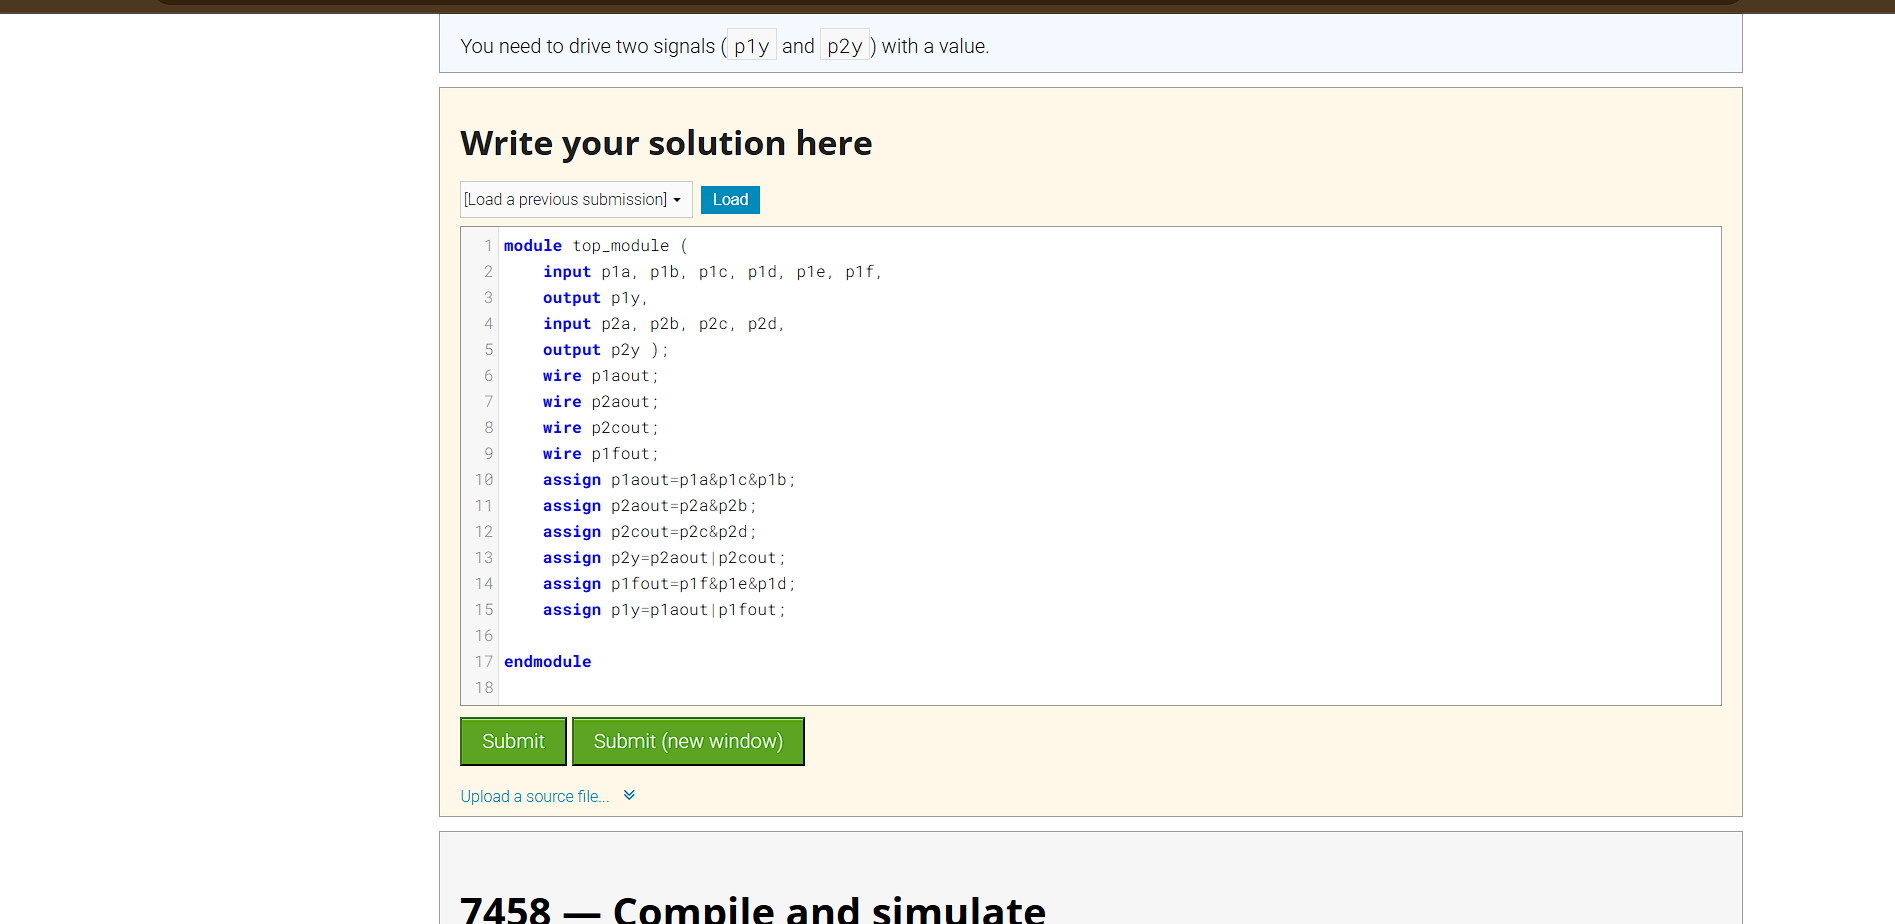 You need to drive two signals ( p1y and p2y ) with a value.
Write your solution here
[Load a previous submission] Load
1 module top_module (
2 input p1a, p1b, p1c, p1d, p1e, p1f,
3 output p1y,
4 input p2a, p2b, p2c, p2d,
5 output p2y );
6 wire p1aout;
7 wire p2aout;
8 wire p2cout;
9 wire p1fout;
10 assign p1aout=p1a&p1c&p1b;
11 assign p2aout=p2a&p2b;
12 assign p2cout=p2c&p2d;
13 assign p2y=p2aout|p2cout;
14 assign p1fout=p1f&p1e&p1d;
15 assign p1y=p1aout|p1fout;
16
17 endmodule
18
Submit Submit (new window)
Upload a source file...
7458 — Compile and simulate